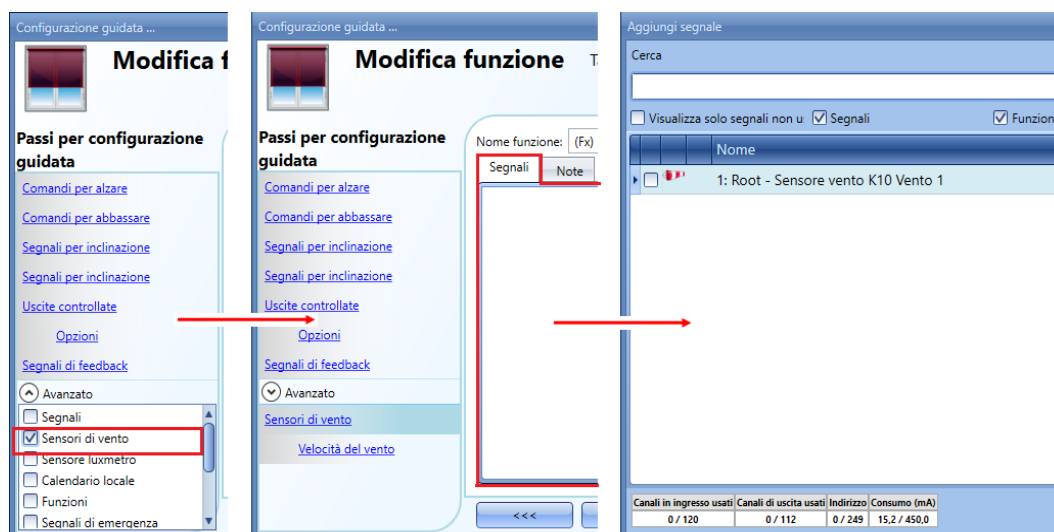 Configurazione guidata ...
Modifica f
Passi per configurazione
guidata
Comandi per alzare
Comandi per abbassare
Segnali per inclinazione
Segnali per inclinazione
Uscite controllate
Opzioni
Segnali di feedback
Avanzato
Segnali
Sensori di vento
Sensore luxmetro
Calendario locale
Funzioni
Segnali di emergenza
Configurazione guidata ...
Modifica funzione
Passi per configurazione
guidata
Comandi per alzare
Comandi per abbassare
Segnali per inclinazione
Segnali per inclinazione
Uscite controllate
Opzioni
Segnali di feedback
Avanzato
Sensori di vento
Velocità del vento
Nome funzione: (Fx)
Segnali Note
<<<
Aggiungi segnale
Cerca
Visualizza solo segnali non u Segnali Funzion
Nome
1: Root - Sensore vento K10 Vento 1
Canali in ingresso usati Canali di uscita usati Indirizzo Consumo (mA)
0 / 120 0 / 112 0 / 249 15,2 / 450,0